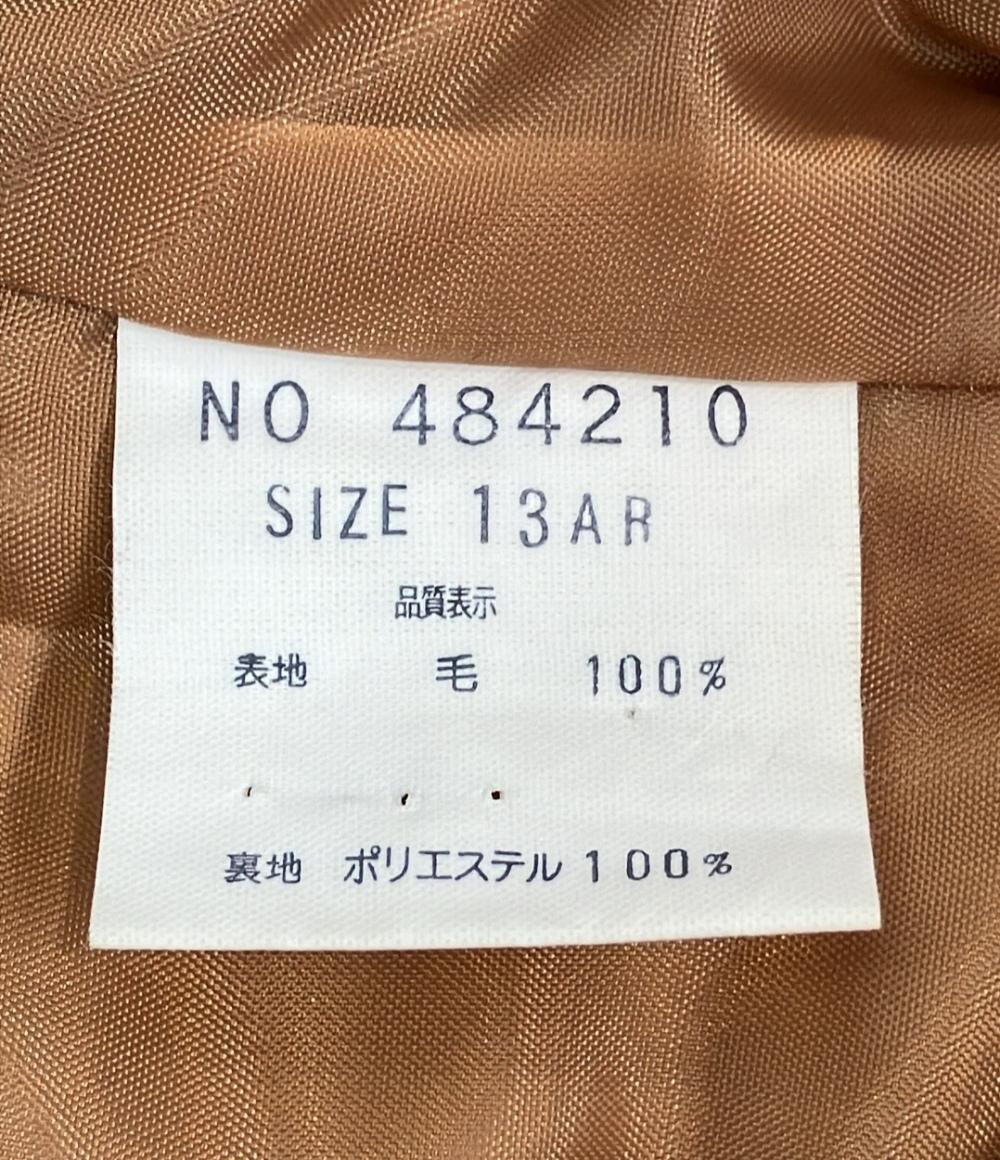 NO 484210
SIZE 13AR
品質表示
表地 毛 100%
裏地 ポリエステル 100%